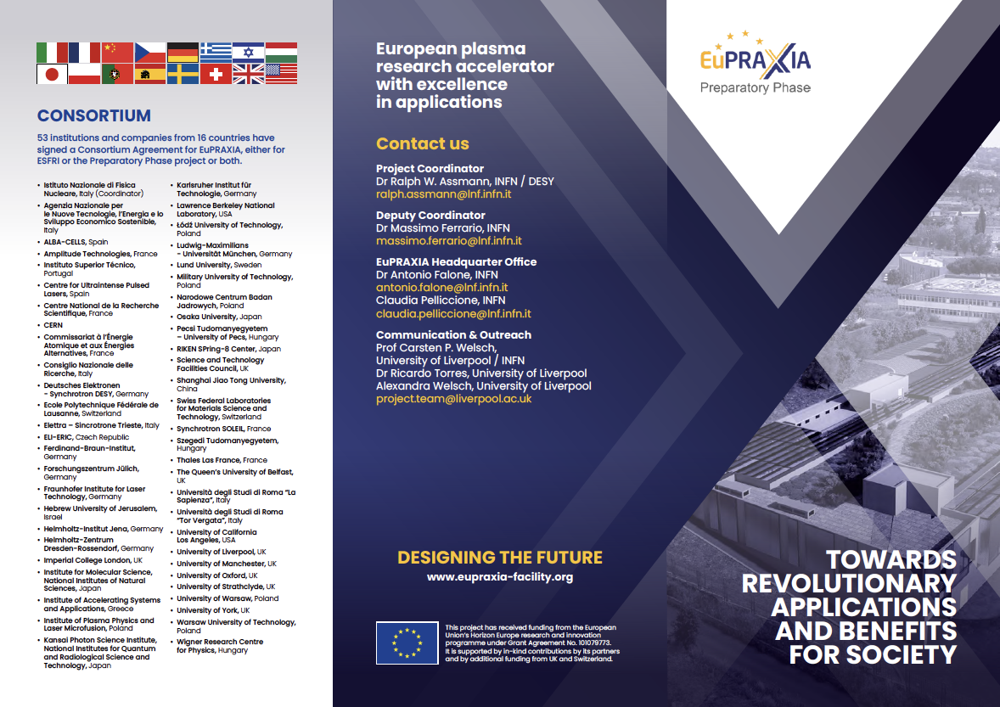 CONSORTIUM
53 institutions and companies from 16 countries have
signed a Consortium Agreement for EuPRAXIA, either for
ESFRI or the Preparatory Phase project or both.
• Istituto Nazionale di Fisica
Nucleare, Italy (Coordinator)
• Agenzia Nazionale per
le Nuove Tecnologie, l'Energia e lo
Sviluppo Economico Sostenible,
Italy
• ALBA-CELLS, Spain
• Amplitude Technologies, France
• Instituto Superior Técnico,
Portugal
• Centre for Ultraintense Pulsed
Lasers, Spain
• Centre National de la Recherche
Scientifique, France
• CERN
• Commissariat à l'Énergie
Atomique et aux Énergies
Alternatives, France
• Consiglio Nazionale delle
Ricerche, Italy
• Deutsches Elektronen
- Synchrotron DESY, Germany
• Ecole Polytechnique Fédérale de
Lausanne, Switzerland
• Elettra – Sincrotrone Trieste, Italy
• ELI-ERIC, Czech Republic
• Ferdinand-Braun-Institut,
Germany
• Forschungszentrum Jülich,
Germany
• Fraunhofer Institute for Laser
Technology, Germany
• Hebrew University of Jerusalem,
Israel
• Helmholtz-Institut Jena, Germany
• Helmholtz-Zentrum
Dresden-Rossendorf, Germany
• Imperial College London, UK
• Institute for Molecular Science,
National Institutes of Natural
Sciences, Japan
• Institute of Accelerating Systems
and Applications, Greece
• Institute of Plasma Physics and
Laser Microfusion, Poland
• Kansai Photon Science Institute,
National Institutes for Quantum
and Radiological Science and
Technology, Japan
• Karlsruher Institut für
Technologie, Germany
• Lawrence Berkeley National
Laboratory, USA
• Łódź University of Technology,
Poland
• Ludwig-Maximilians
- Universität München, Germany
• Lund University, Sweden
• Military University of Technology,
Poland
• Narodowe Centrum Badan
Jadrowych, Poland
• Osaka University, Japan
• Pecsi Tudomanyegyetem
– University of Pecs, Hungary
• RIKEN SPring-8 Center, Japan
• Science and Technology
Facilities Council, UK
• Shanghai Jiao Tong University,
China
• Swiss Federal Laboratories
for Materials Science and
Technology, Switzerland
• Synchrotron SOLEIL, France
• Szegedi Tudomanyegyetem,
Hungary
• Thales Las France, France
• The Queen's University of Belfast,
UK
• Università degli Studi di Roma "La
Sapienza", Italy
• Università degli Studi di Roma
"Tor Vergata", Italy
• University of California
Los Angeles, USA
• University of Liverpool, UK
• University of Manchester, UK
• University of Oxford, UK
• University of Strathclyde, UK
• University of Warsaw, Poland
• University of York, UK
• Warsaw University of Technology,
Poland
• Wigner Research Centre
for Physics, Hungary
European plasma
research accelerator
with excellence
in applications
Contact us
Project Coordinator
Dr Ralph W. Assmann, INFN / DESY
ralph.assmann@lnf.infn.it
Deputy Coordinator
Dr Massimo Ferrario, INFN
massimo.ferrario@lnf.infn.it
EuPRAXIA Headquarter Office
Dr Antonio Falone, INFN
antonio.falone@lnf.infn.it
Claudia Pelliccione, INFN
claudia.pelliccione@lnf.infn.it
Communication & Outreach
Prof Carsten P. Welsch,
University of Liverpool / INFN
Dr Ricardo Torres, University of Liverpool
Alexandra Welsch, University of Liverpool
project.team@liverpool.ac.uk
DESIGNING THE FUTURE
www.eupraxia-facility.org
This project has received funding from the European
Union's Horizon Europe research and innovation
programme under Grant Agreement No. 101079773.
It is supported by in-kind contributions by its partners
and by additional funding from UK and Switzerland.
EuPRAXIA
Preparatory Phase
TOWARDS
REVOLUTIONARY
APPLICATIONS
AND BENEFITS
FOR SOCIETY